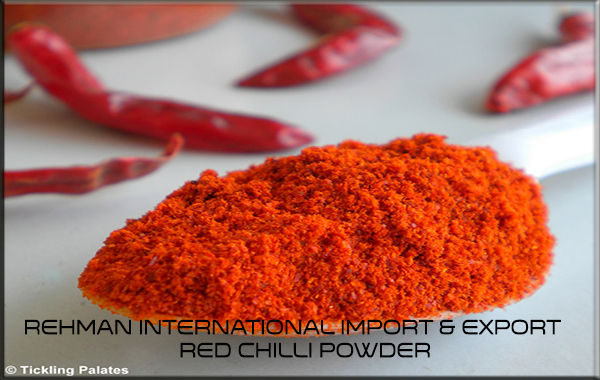 REHMAN INTERNATIONAL IMPORT & EXPORT
RED CHILLI POWDER
© Tickling Palates